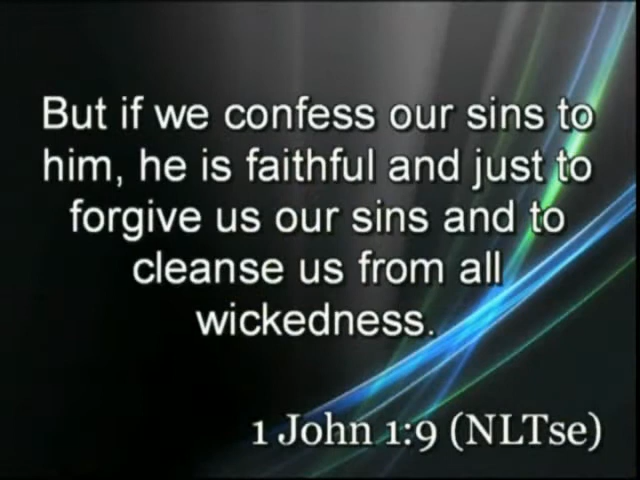 But if we confess our sins to
him, he is faithful and just to
forgive us our sins and to
cleanse us from all
wickedness.
1 John 1:9 (NLTse)